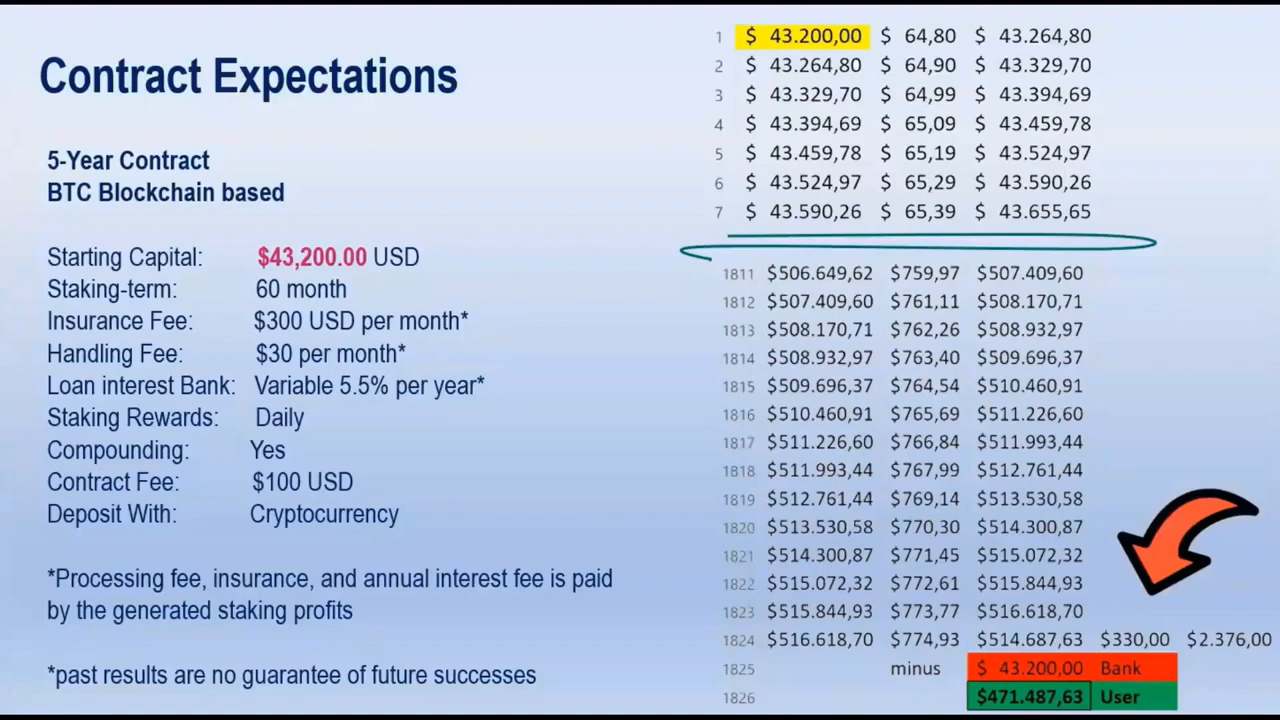 Contract Expectations
5-Year Contract
BTC Blockchain based
Starting Capital: $43,200.00 USD
Staking-term: 60 month
Insurance Fee: $300 USD per month*
Handling Fee: $30 per month*
Loan interest Bank: Variable 5.5% per year*
Staking Rewards: Daily
Compounding: Yes
Contract Fee: $100 USD
Deposit With: Cryptocurrency
*Processing fee, insurance, and annual interest fee is paid
by the generated staking profits
*past results are no guarantee of future successes
1 $ 43.200,00 $ 64,80 $ 43.264,80
2 $ 43.264,80 $ 64,90 $ 43.329,70
3 $ 43.329,70 $ 64,99 $ 43.394,69
4 $ 43.394,69 $ 65,09 $ 43.459,78
5 $ 43.459,78 $ 65,19 $ 43.524,97
6 $ 43.524,97 $ 65,29 $ 43.590,26
7 $ 43.590,26 $ 65,39 $ 43.655,65
1811 $506.649,62 $759,97 $507.409,60
1812 $507.409,60 $761,11 $508.170,71
1813 $508.170,71 $762,26 $508.932,97
1814 $508.932,97 $763,40 $509.696,37
1815 $509.696,37 $764,54 $510.460,91
1816 $510.460,91 $765,69 $511.226,60
1817 $511.226,60 $766,84 $511.993,44
1818 $511.993,44 $767,99 $512.761,44
1819 $512.761,44 $769,14 $513.530,58
1820 $513.530,58 $770,30 $514.300,87
1821 $514.300,87 $771,45 $515.072,32
1822 $515.072,32 $772,61 $515.844,93
1823 $515.844,93 $773,77 $516.618,70
1824 $516.618,70 $774,93 $514.687,63 $330,00 $2.376,00
1825 minus $ 43.200,00 Bank
1826 $471.487,63 User